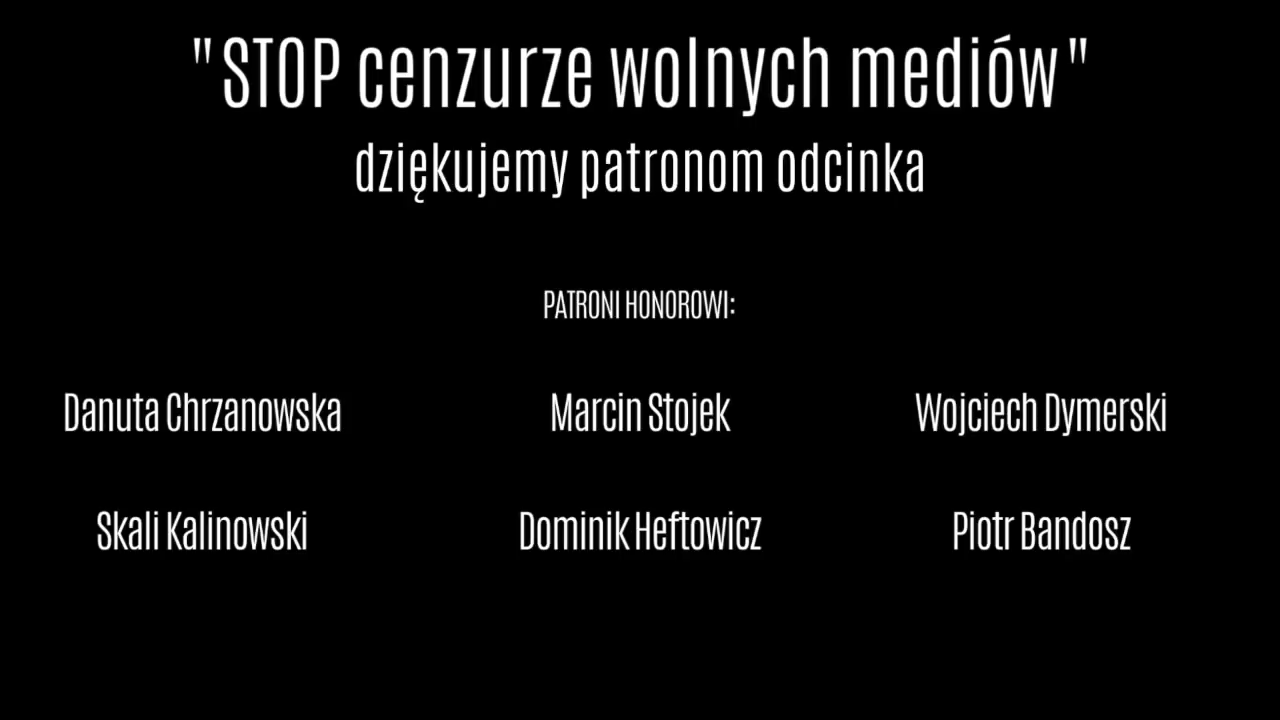 "STOP cenzurze wolnych mediów"
dziękujemy patronom odcinka
PATRONI HONOROWI:
Danuta Chrzanowska Marcin Stojek Wojciech Dymerski
Skali Kalinowski Dominik Heftowicz Piotr Bandosz